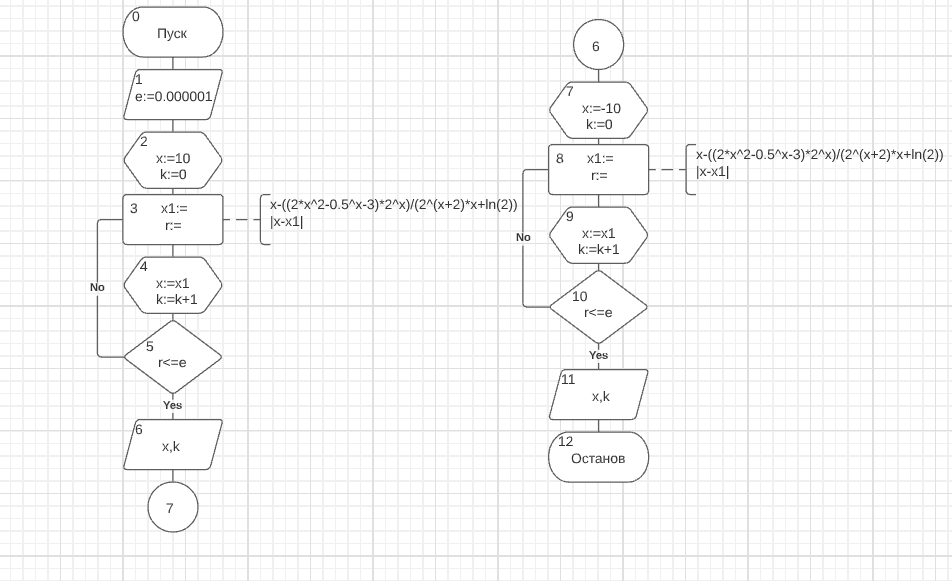 0
Пуск
1
e:=0.000001
2
x:=10
k:=0
3
x1:=
r:=
x-((2*x^2-0.5^x-3)*2^x)/(2^(x+2)*x+ln(2))
|x-x1|
4
x:=x1
k:=k+1
No
5
r<=e
Yes
6
x,k
7
6
7
x:=-10
k:=0
8
x1:=
r:=
x-((2*x^2-0.5^x-3)*2^x)/(2^(x+2)*x+ln(2))
|x-x1|
9
x:=x1
k:=k+1
No
10
r<=e
Yes
11
x,k
12
Останов